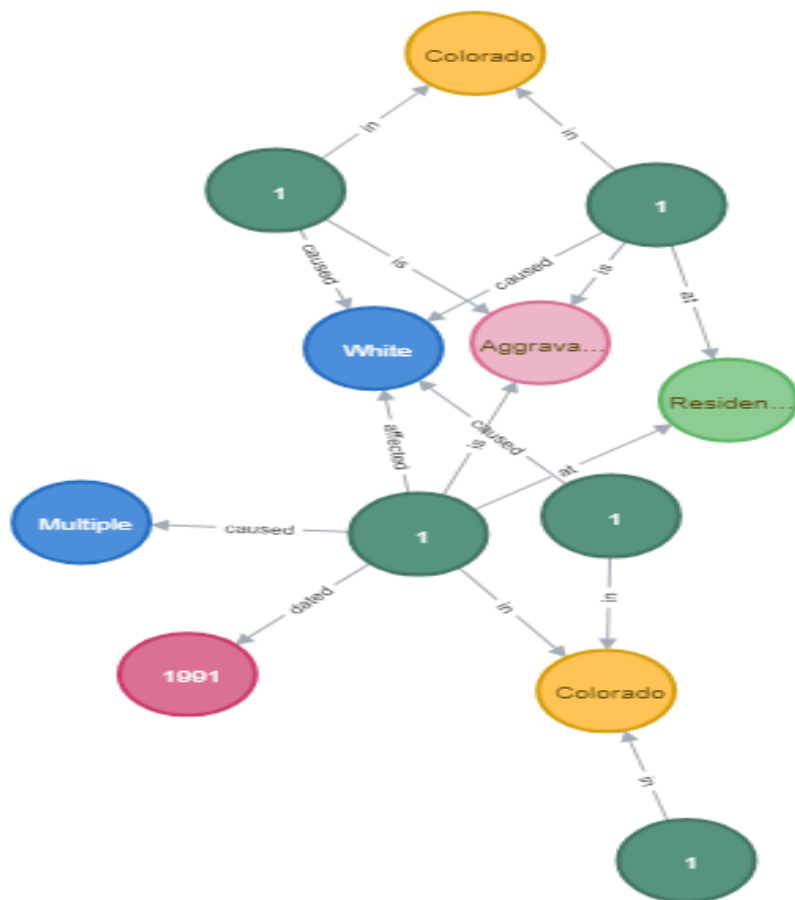 Colorado
in
in
1
1
caused
is
caused
is
at
White
Aggrava...
Residen...
affected
is
caused
at
Multiple
caused
1
1
dated
in
in
1991
Colorado
in
1